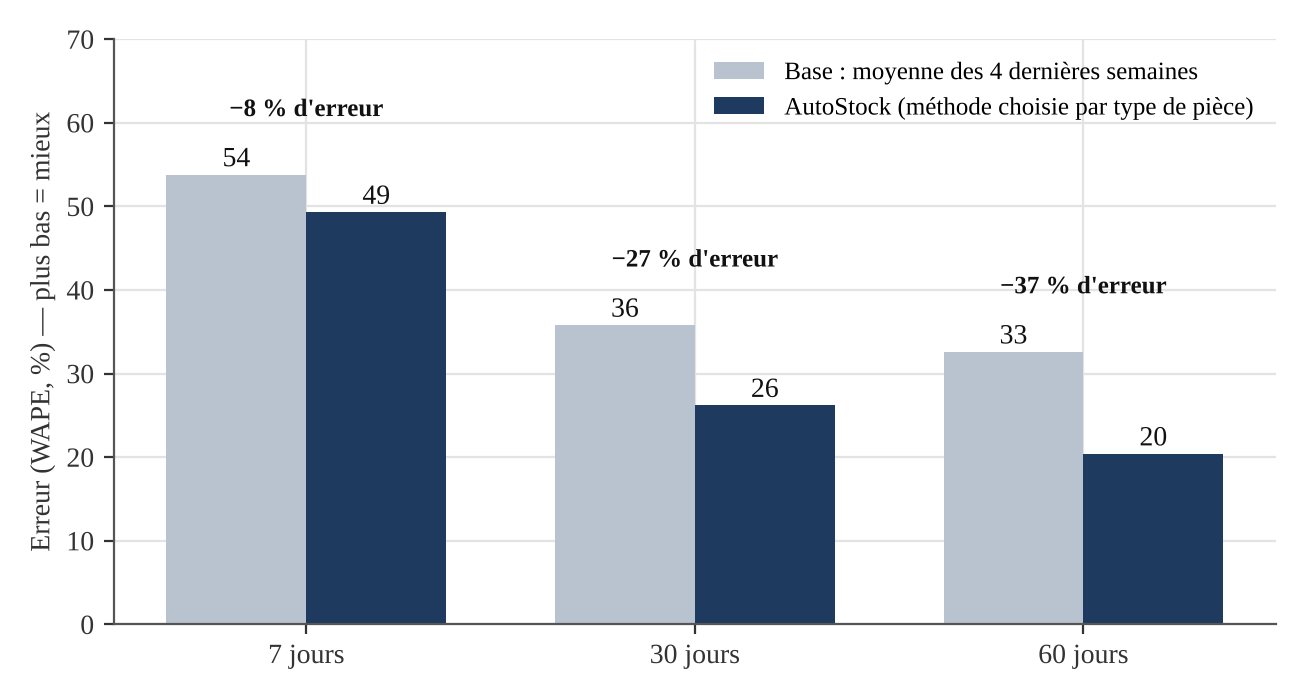 Erreur (WAPE, %) — plus bas = mieux
70
60
50
40
30
20
10
0
Base : moyenne des 4 dernières semaines
AutoStock (méthode choisie par type de pièce)
−8 % d'erreur
54
49
−27 % d'erreur
36
26
−37 % d'erreur
33
20
7 jours
30 jours
60 jours